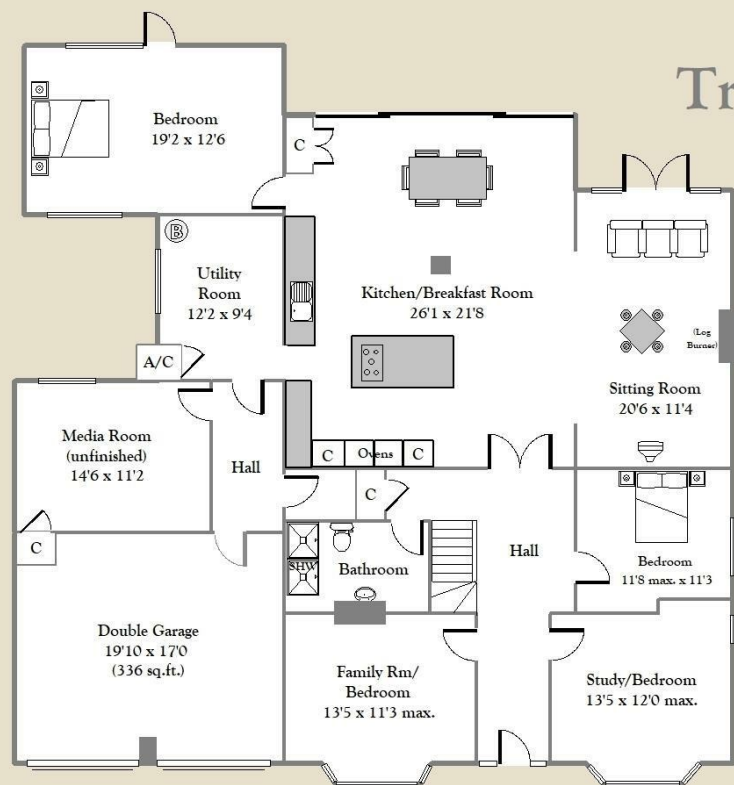 Tr
Bedroom
19'2 x 12'6
C
B
Utility
Room
12'2 x 9'4
Kitchen/Breakfast Room
26'1 x 21'8
(Log
Burner)
A/C
Sitting Room
20'6 x 11'4
Media Room
(unfinished)
14'6 x 11'2
Hall
C
Ovens
C
C
C
SHW
Bathroom
Hall
Bedroom
11'8 max. x 11'3
Double Garage
19'10 x 17'0
(336 sq.ft.)
Family Rm/
Bedroom
13'5 x 11'3 max.
Study/Bedroom
13'5 x 12'0 max.